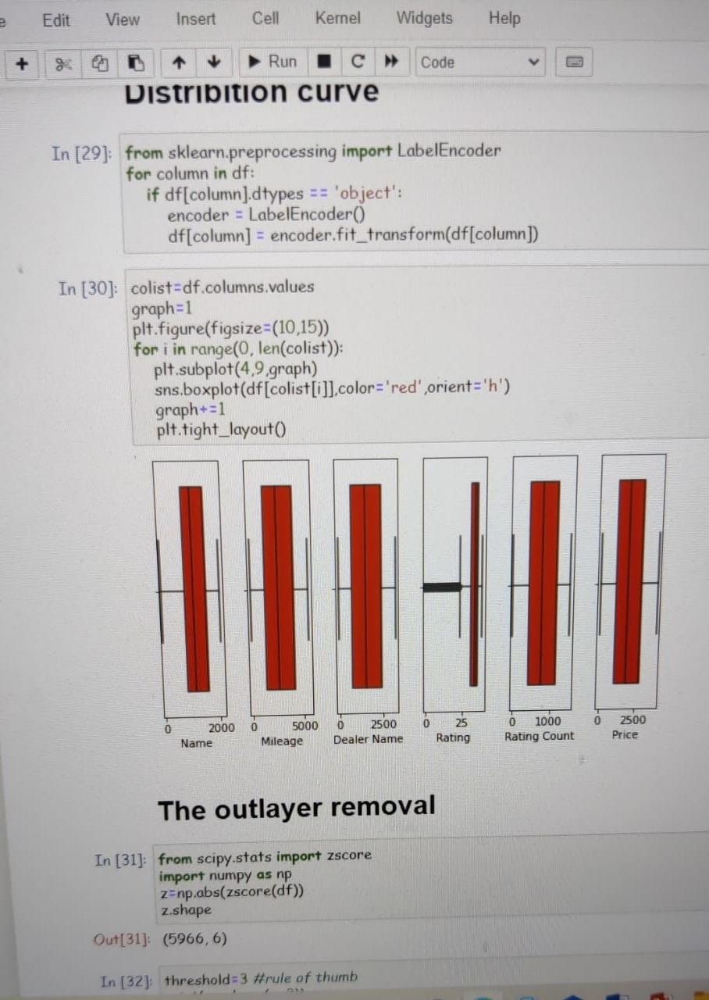 Edit View Insert Cell Kernel Widgets Help
Run Code
Distribition curve
In [29]: from sklearn.preprocessing import LabelEncoder
for column in df:
if df[column].dtypes == 'object':
encoder = LabelEncoder()
df[column] = encoder.fit_transform(df[column])
In [30]: colist=df.columns.values
graph=1
plt.figure(figsize=(10,15))
for i in range(0, len(colist)):
plt.subplot(4,9,graph)
sns.boxplot(df[colist[i]],color='red',orient='h')
graph+=1
plt.tight_layout()
0 2000 0 5000 0 2500 0 25 0 1000 0 2500
Name Mileage Dealer Name Rating Rating Count Price
The outlayer removal
In [31]: from scipy.stats import zscore
import numpy as np
z=np.abs(zscore(df))
z.shape
Out[31]: (5966, 6)
In [32]: threshold=3 #rule of thumb